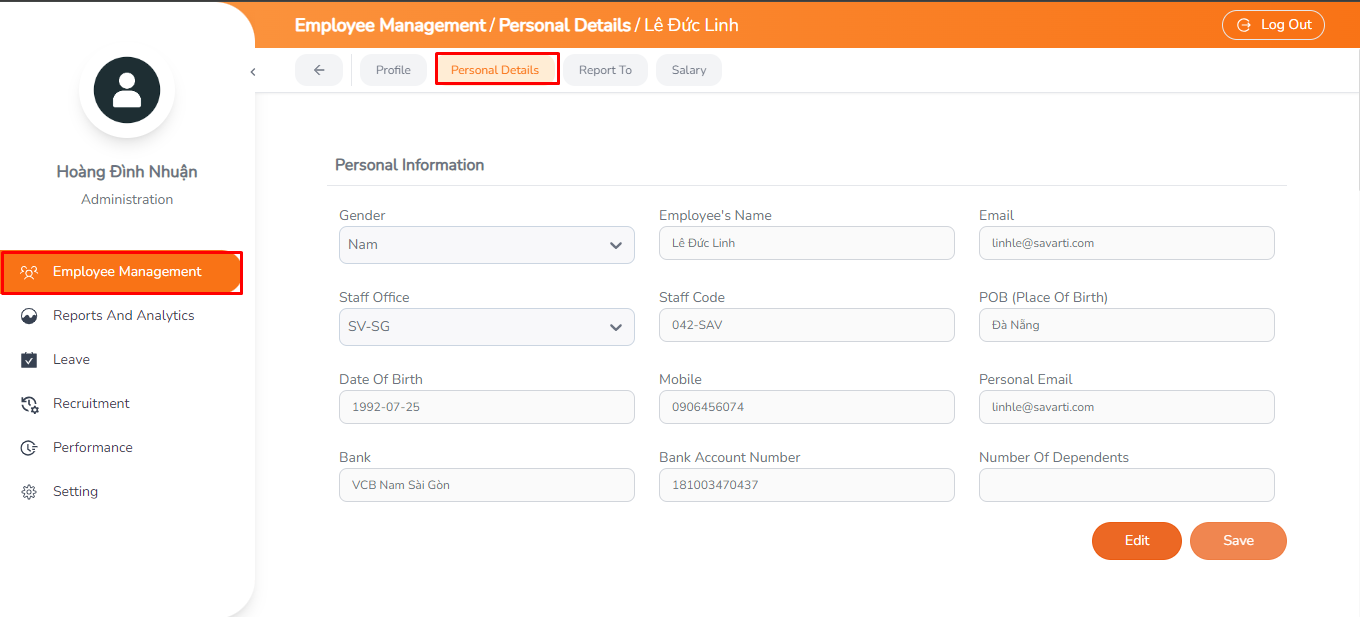 Employee Management / Personal Details / Lê Đức Linh
Log Out
Profile
Personal Details
Report To
Salary
Hoàng Đình Nhuận
Administration
Employee Management
Reports And Analytics
Leave
Recruitment
Performance
Setting
Personal Information
Gender
Employee's Name
Email
Nam
Lê Đức Linh
linhle@savarti.com
Staff Office
Staff Code
POB (Place Of Birth)
SV-SG
042-SAV
Đà Nẵng
Date Of Birth
Mobile
Personal Email
1992-07-25
0906456074
linhle@savarti.com
Bank
Bank Account Number
Number Of Dependents
VCB Nam Sài Gòn
181003470437
Edit
Save